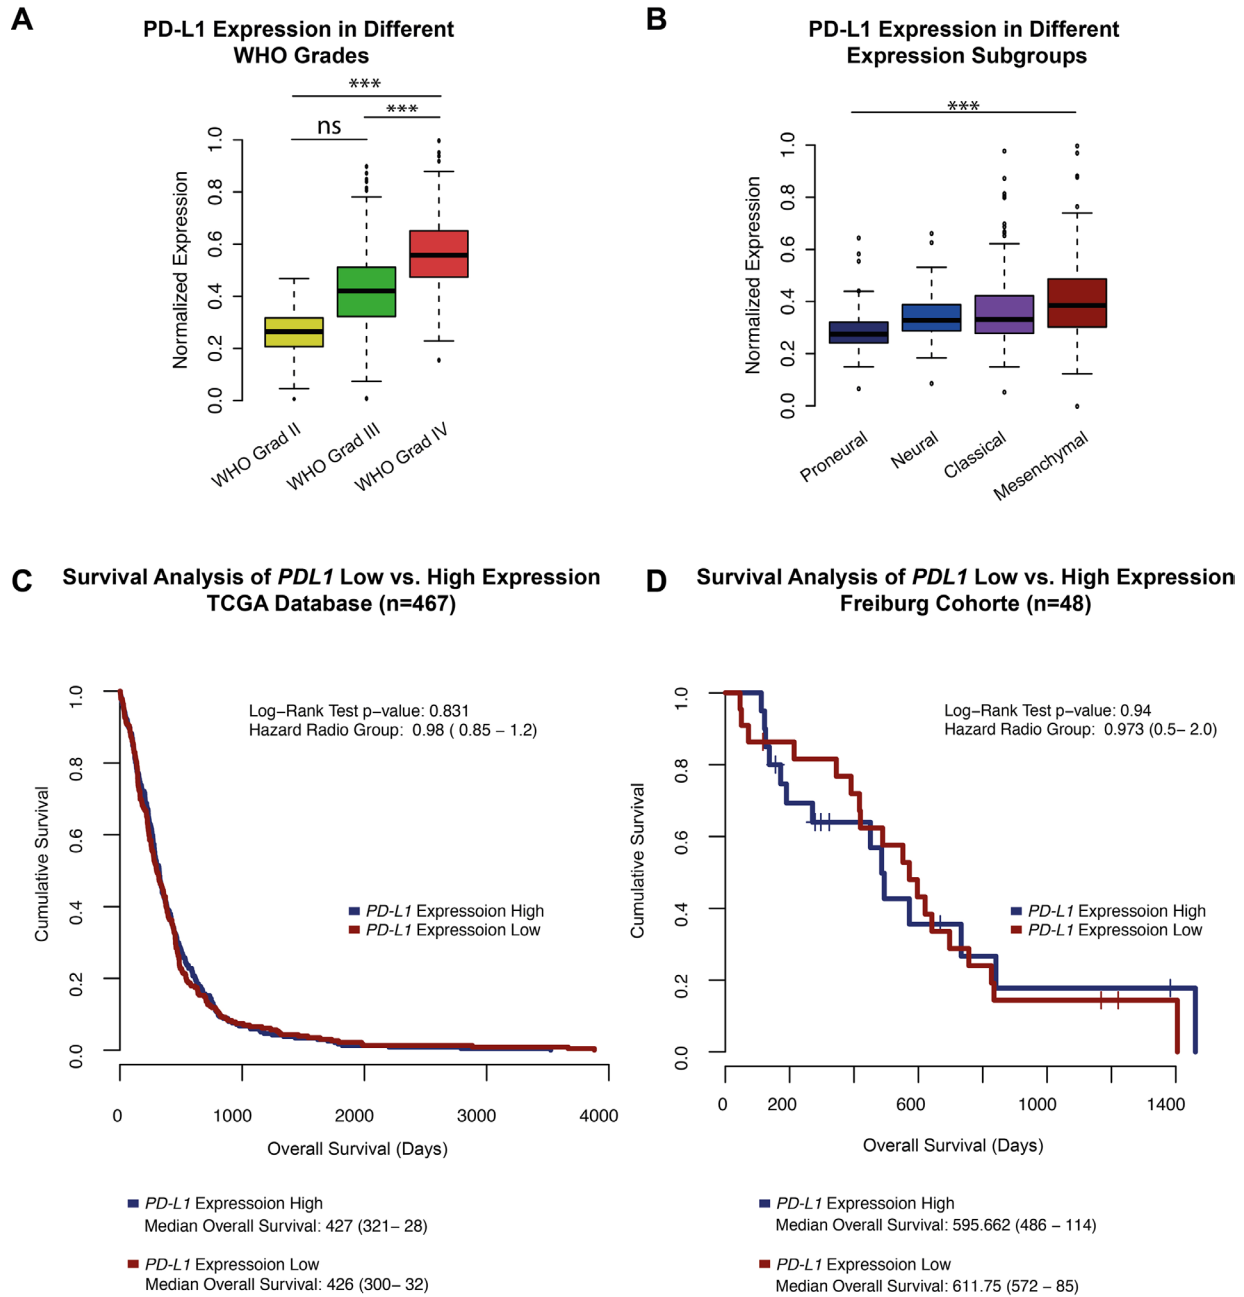 A
PD-L1 Expression in Different
WHO Grades
***
***
ns
Normalized Expression
1.0
0.8
0.6
0.4
0.2
0.0
WHO Grad II
WHO Grad III
WHO Grad IV
B
PD-L1 Expression in Different
Expression Subgroups
***
Normalized Expression
1.0
0.8
0.6
0.4
0.2
0.0
Proneural
Neural
Classical
Mesenchymal
C
Survival Analysis of PDL1 Low vs. High Expression
TCGA Database (n=467)
Log–Rank Test p–value: 0.831
Hazard Radio Group: 0.98 ( 0.85 – 1.2)
Cumulative Survival
1.0
0.8
0.6
0.4
0.2
0.0
PD-L1 Expressoion High
PD-L1 Expressoion Low
0 1000 2000 3000 4000
Overall Survival (Days)
PD-L1 Expressoion High
Median Overall Survival: 427 (321– 28)
PD-L1 Expressoion Low
Median Overall Survival: 426 (300– 32)
D
Survival Analysis of PDL1 Low vs. High Expression
Freiburg Cohorte (n=48)
Log–Rank Test p–value: 0.94
Hazard Radio Group: 0.973 (0.5– 2.0)
Cumulative Survival
1.0
0.8
0.6
0.4
0.2
0.0
PD-L1 Expressoion High
PD-L1 Expressoion Low
0 200 600 1000 1400
Overall Survival (Days)
PD-L1 Expressoion High
Median Overall Survival: 595.662 (486 – 114)
PD-L1 Expressoion Low
Median Overall Survival: 611.75 (572 – 85)